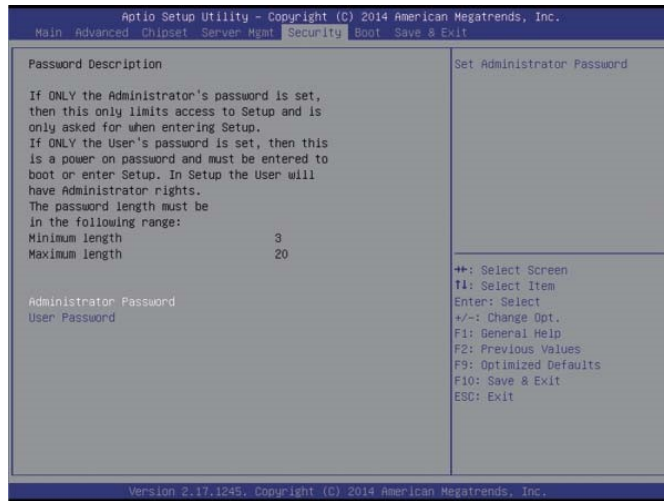 Aptio Setup Utility – Copyright (C) 2014 American Megatrends, Inc.
Main Advanced Chipset Server Mgmt Security Boot Save & Exit
Password Description
If ONLY the Administrator's password is set,
then this only limits access to Setup and is
only asked for when entering Setup.
If ONLY the User's password is set, then this
is a power on password and must be entered to
boot or enter Setup. In Setup the User will
have Administrator rights.
The password length must be
in the following range:
Minimum length 3
Maximum length 20
Administrator Password
User Password
Set Administrator Password
→←: Select Screen
↑↓: Select Item
Enter: Select
+/-: Change Opt.
F1: General Help
F2: Previous Values
F9: Optimized Defaults
F10: Save & Exit
ESC: Exit
Version 2.17.1245. Copyright (C) 2014 American Megatrends, Inc.